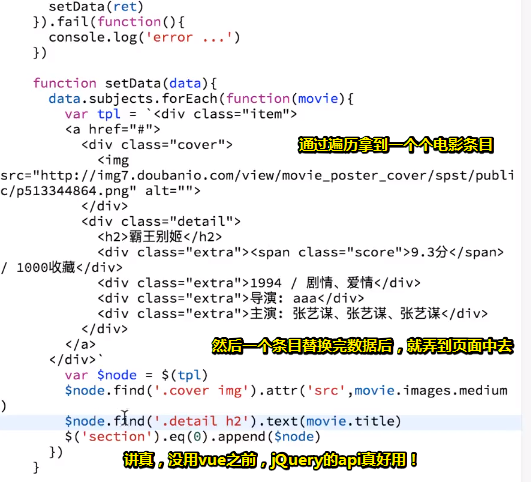 setData(ret)
}).fail(function(){
console.log('error ...')
})
function setData(data){
data.subjects.forEach(function(movie){
var tpl = `<div class="item">
<a href="#">
<div class="cover">
通过遍历拿到一个个电影条目
<img
src="http://img7.doubanio.com/view/movie_poster_cover/spst/publi
c/p513344864.png" alt="">
</div>
<div class="detail">
<h2>霸王别姬</h2>
<div class="extra"><span class="score">9.3分</span>
/ 1000收藏</div>
<div class="extra">1994 / 剧情、爱情</div>
<div class="extra">导演: aaa</div>
<div class="extra">主演: 张艺谋、张艺谋、张艺谋</div>
</div>
</a>
然后一个条目替换完数据后，就弄到页面中去
</div>`
var $node = $(tpl)
$node.find('.cover img').attr('src',movie.images.medium
)
$node.find('.detail h2').text(movie.title)
$('section').eq(0).append($node)
})
讲真，没用vue之前，jQuery的api真好用！
}